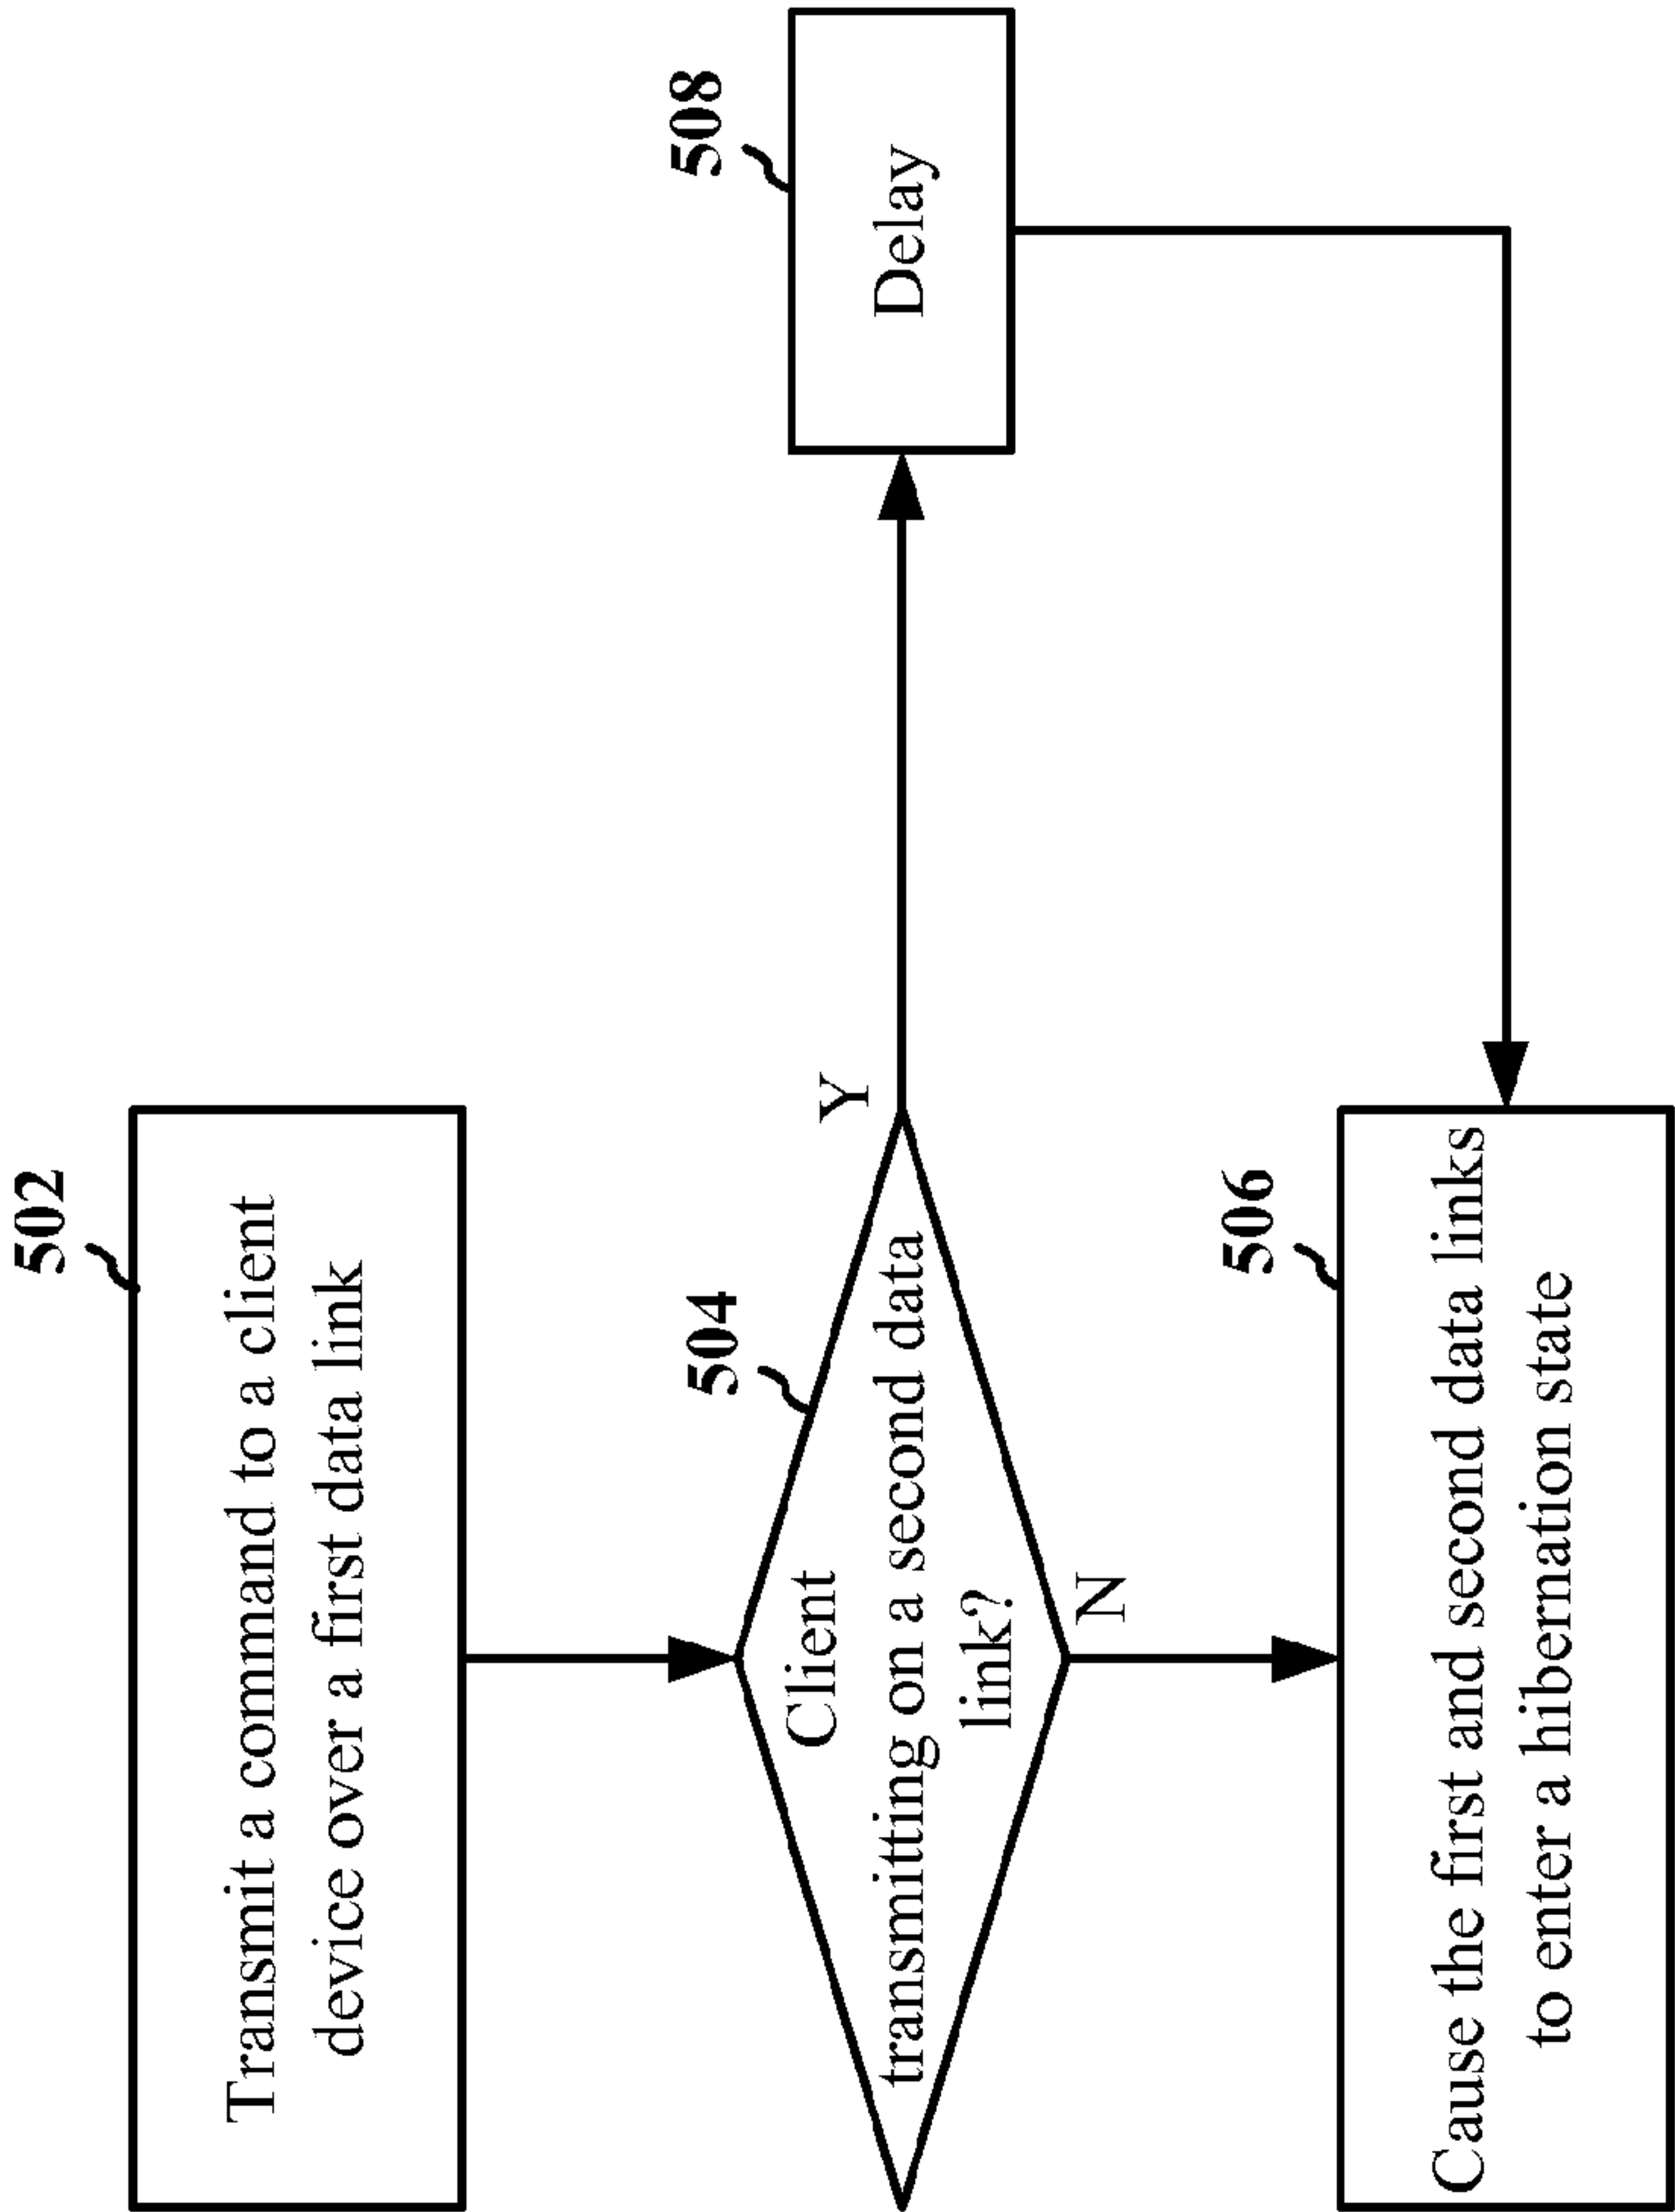 502
Transmit a command to a client
device over a first data link
504
Client
transmitting on a second data
link?
Y
N
508
Delay
506
Cause the first and second data links
to enter a hibernation state